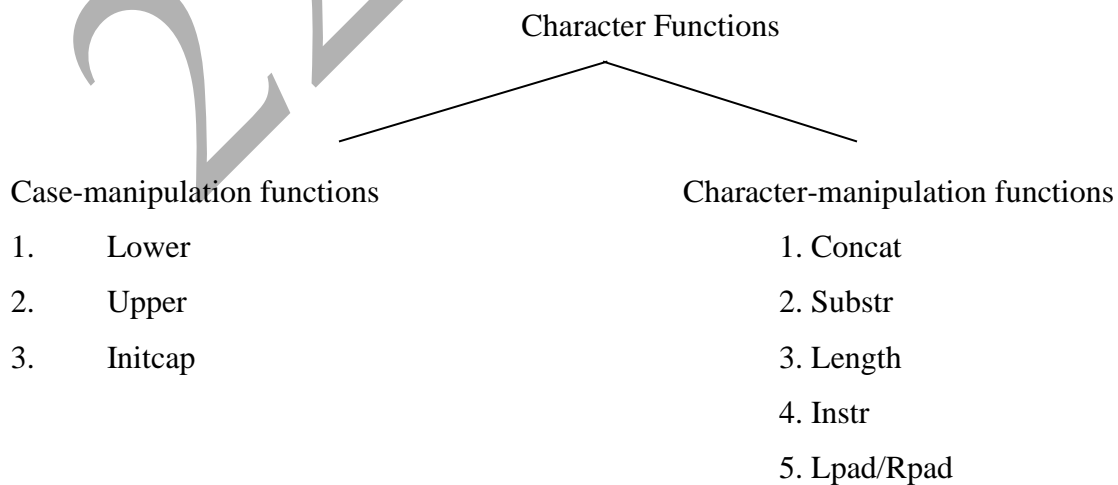 Character Functions
Case-manipulation functions
1. Lower
2. Upper
3. Initcap
Character-manipulation functions
1. Concat
2. Substr
3. Length
4. Instr
5. Lpad/Rpad